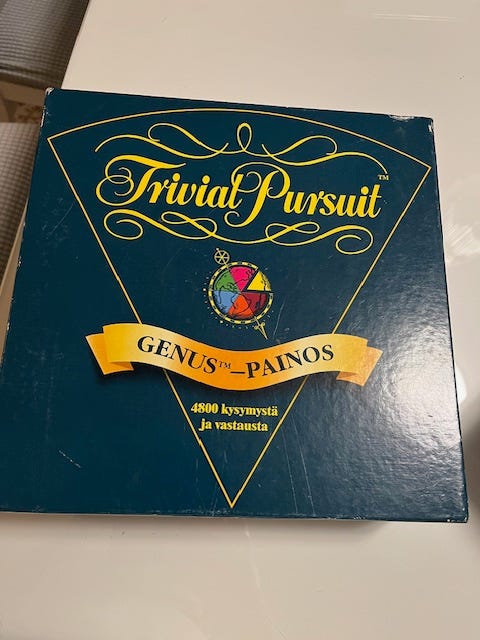 Trivial Pursuit™
GENUS™–PAINOS
4800 kysymystä
ja vastausta